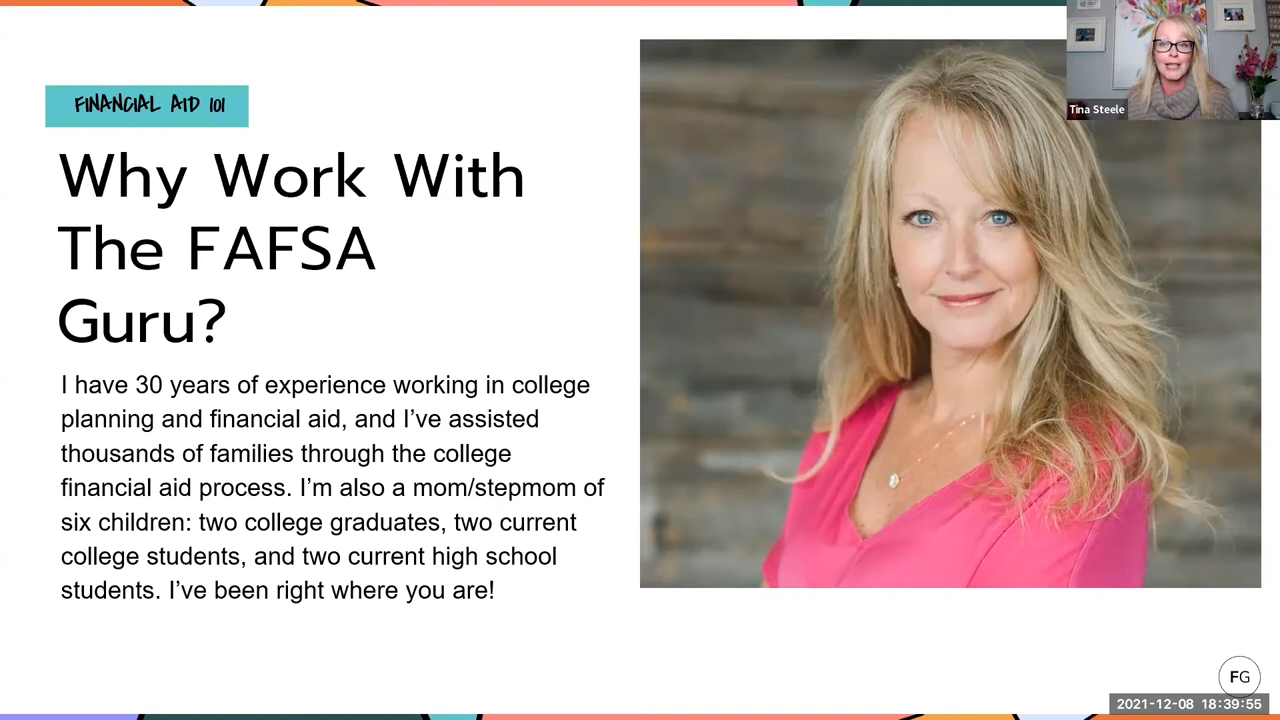 FINANCIAL AID 101
Why Work With
The FAFSA
Guru?
I have 30 years of experience working in college
planning and financial aid, and I’ve assisted
thousands of families through the college
financial aid process. I’m also a mom/stepmom of
six children: two college graduates, two current
college students, and two current high school
students. I’ve been right where you are!
Tina Steele
FG
2021-12-08 18:39:55